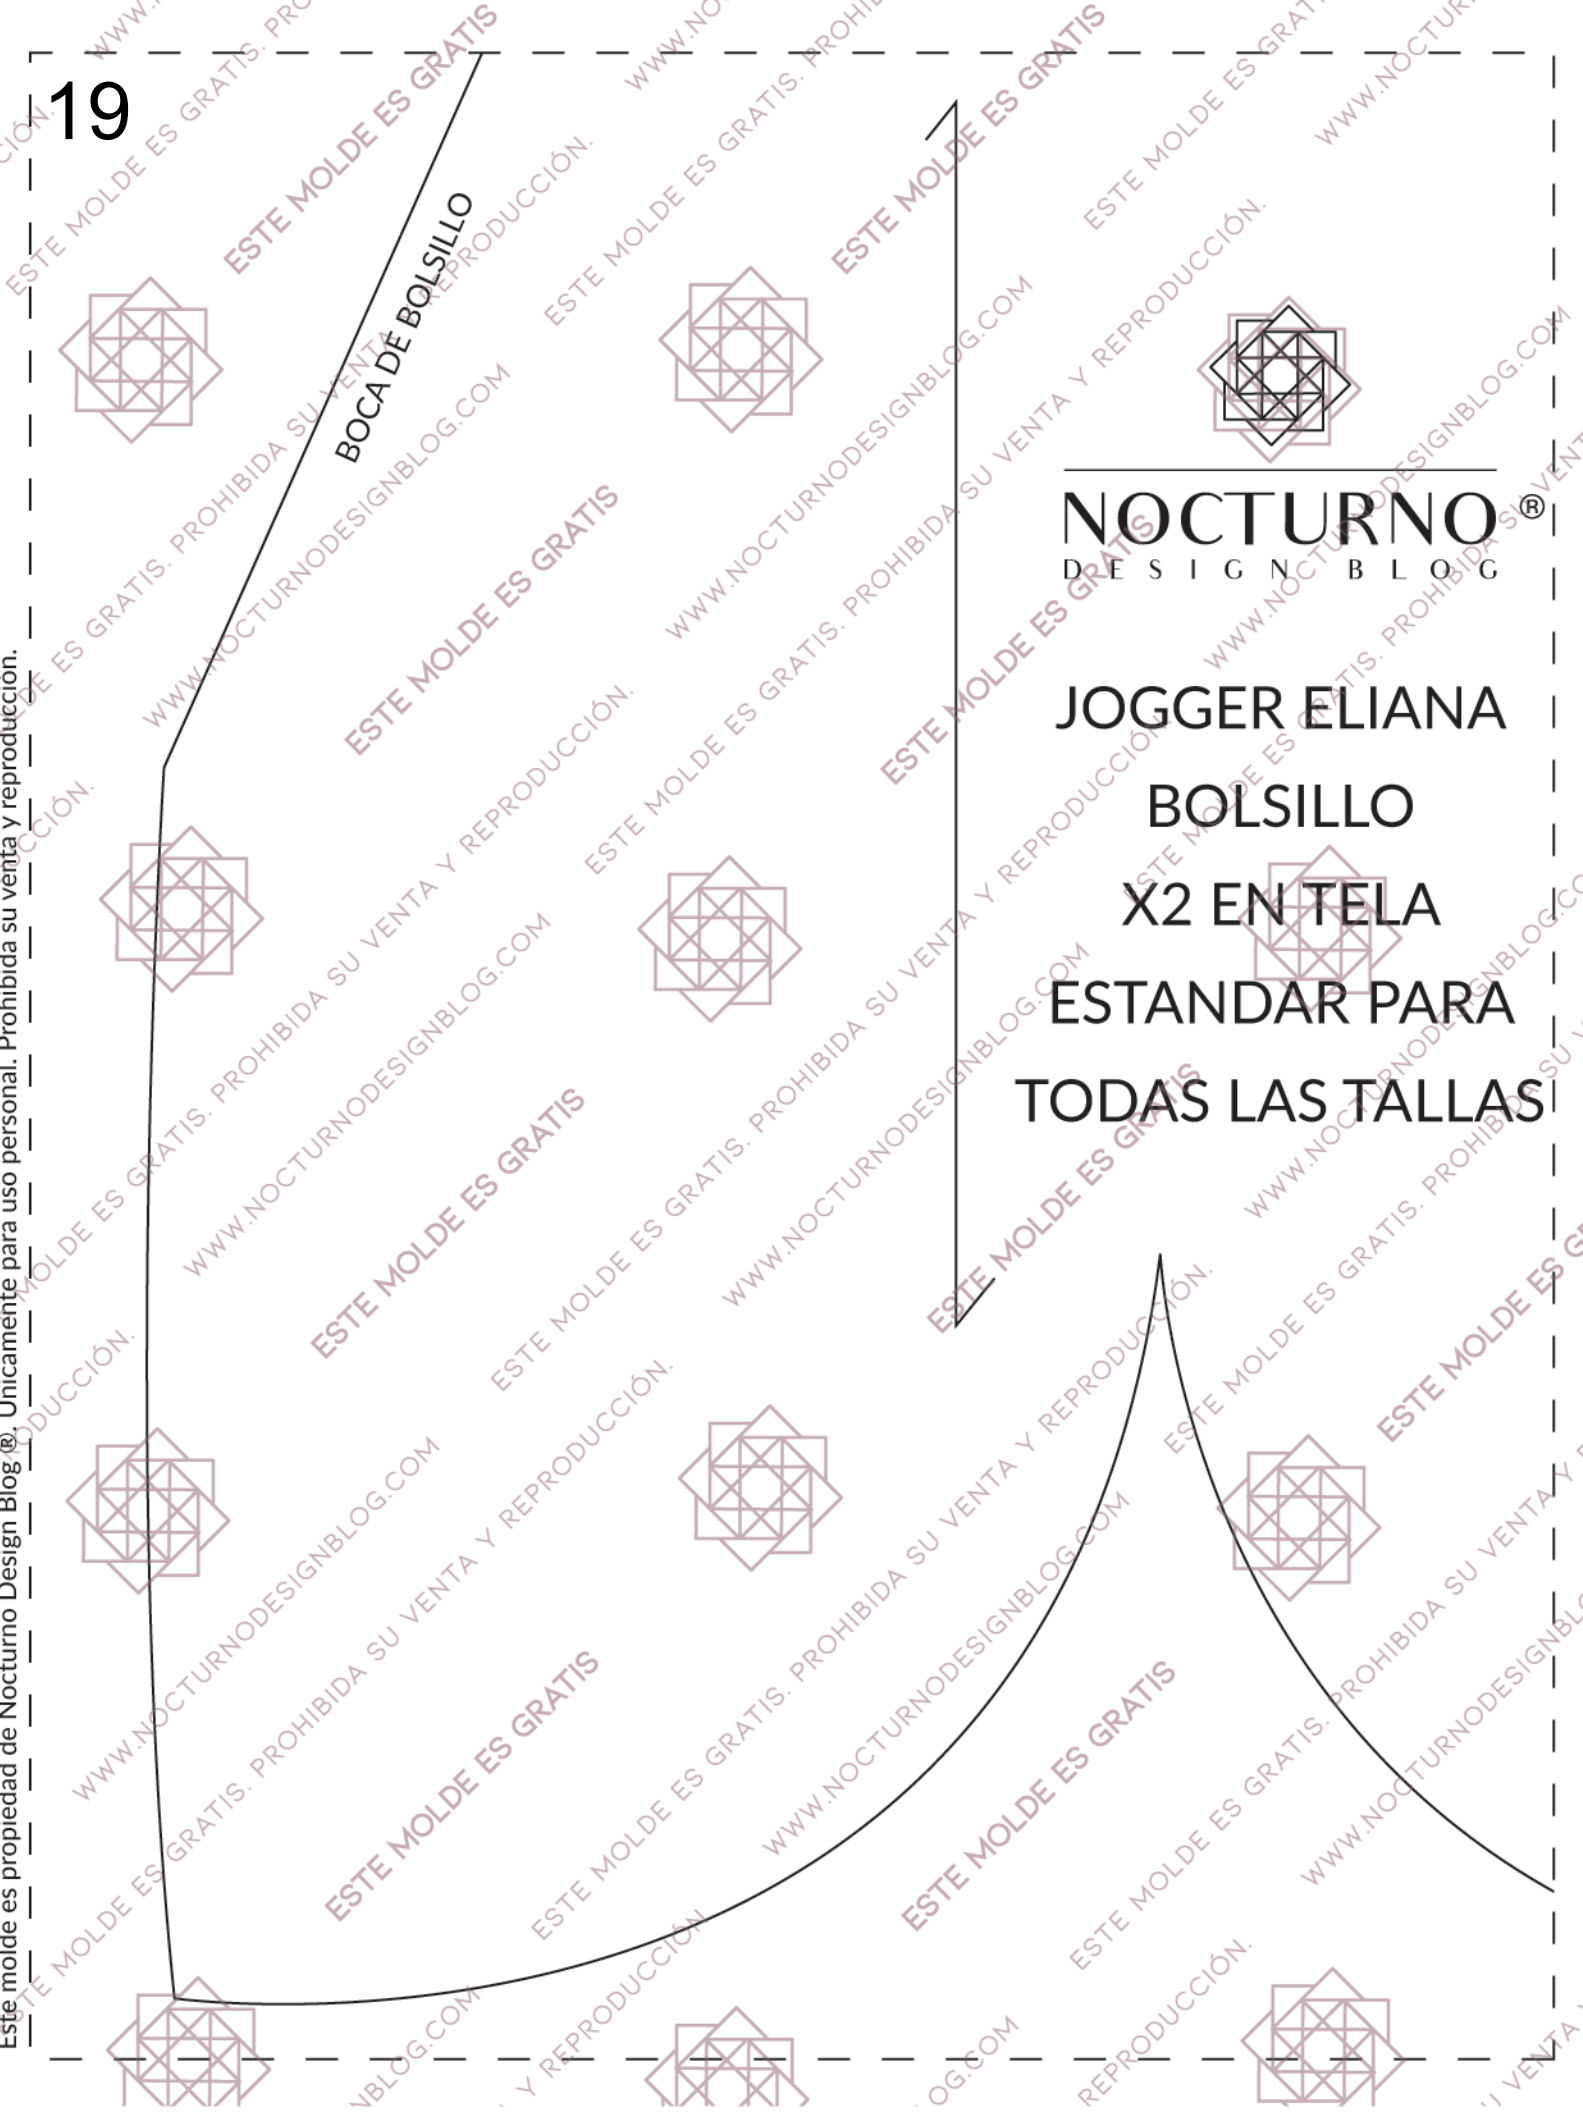 19
BOCA DE BOLSILLO
NOCTURNO ®
DESIGN BLOG
JOGGER ELIANA
BOLSILLO
X2 EN TELA
ESTANDAR PARA
TODAS LAS TALLAS
Este molde es propiedad de Nocturno Design Blog®. Unicamente para uso personal. Prohibida su venta y reproducción.
ESTE MOLDE ES GRATIS
ESTE MOLDE ES GRATIS. PROHIBIDA SU VENTA Y REPRODUCCIÓN.
WWW.NOCTURNODESIGNBLOG.COM